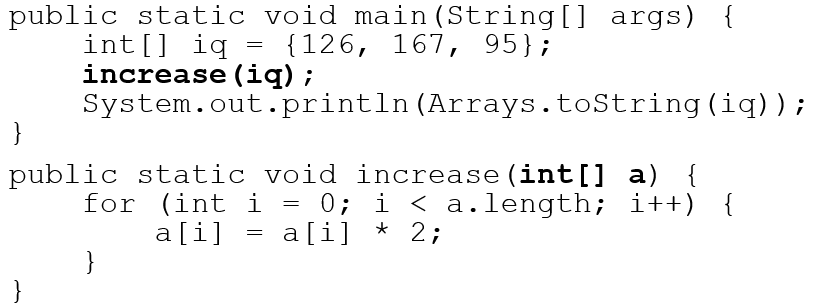 public static void main(String[] args) {
    int[] iq = {126, 167, 95};
    increase(iq);
    System.out.println(Arrays.toString(iq));
}
public static void increase(int[] a) {
    for (int i = 0; i < a.length; i++) {
        a[i] = a[i] * 2;
    }
}